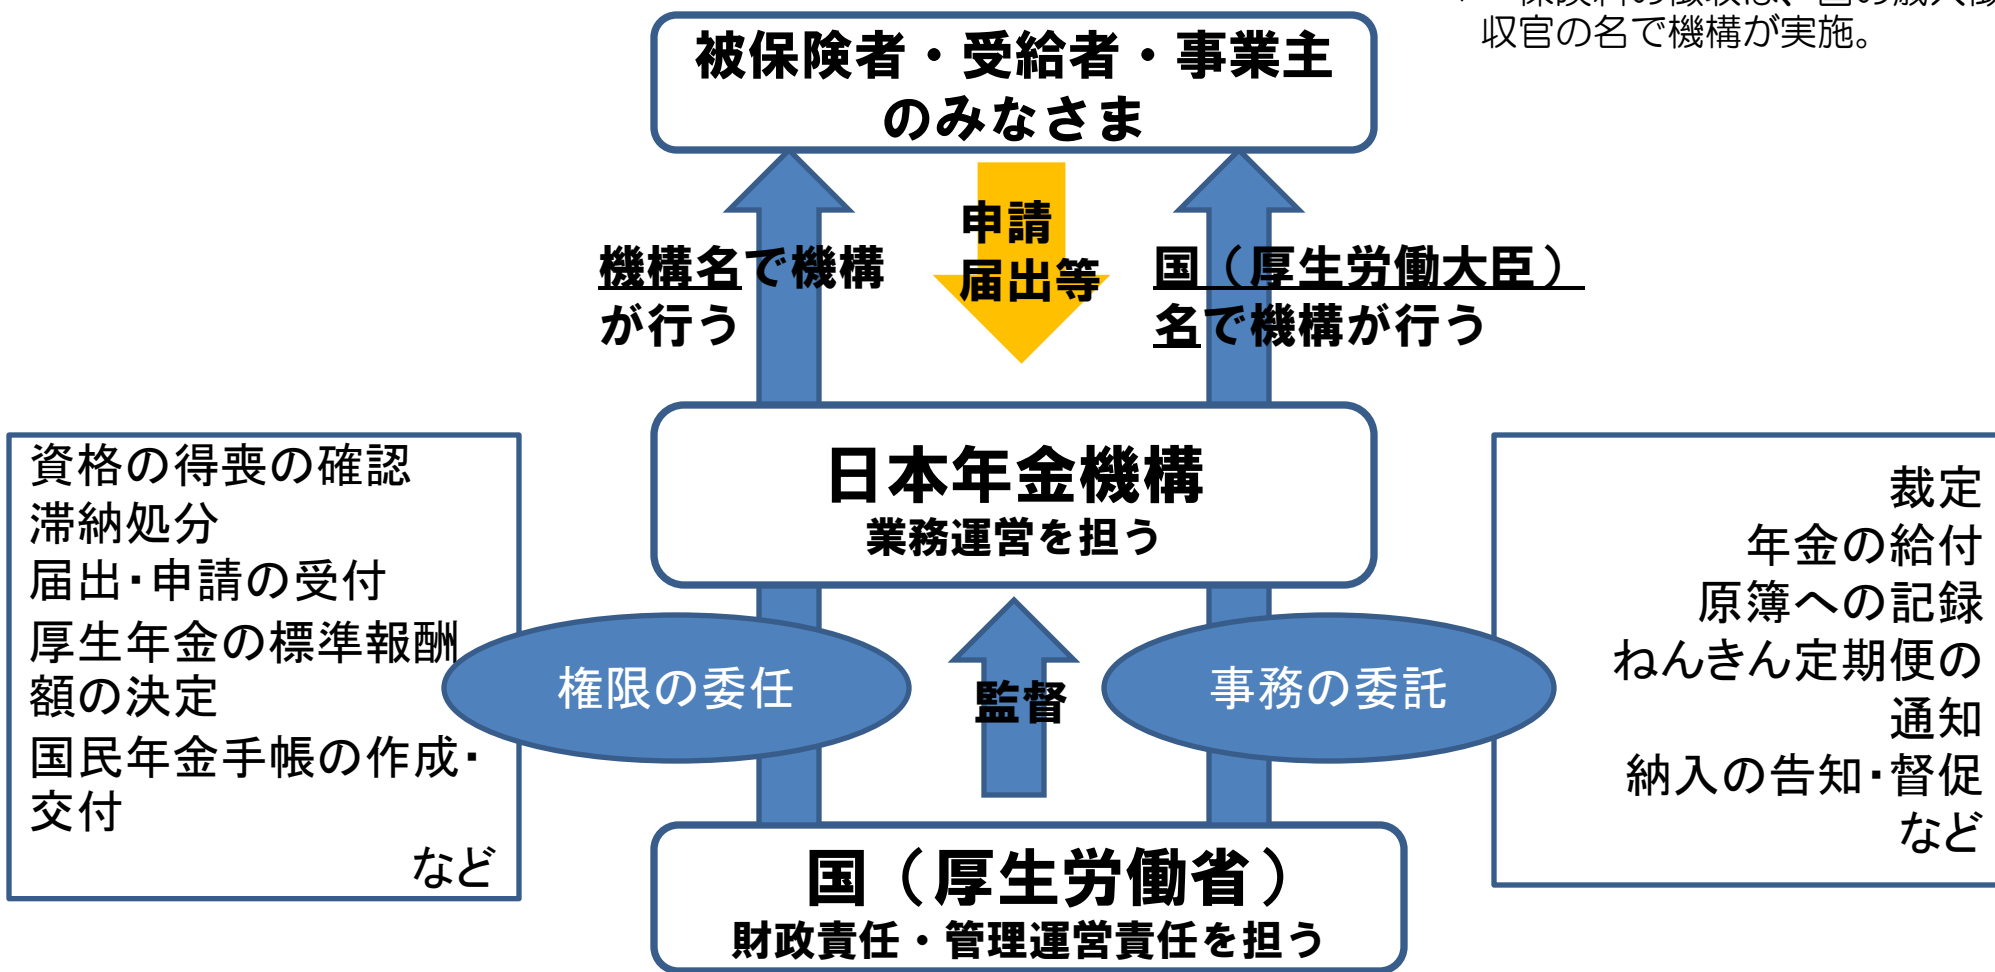 収官の名で機構が実施。
被保険者・受給者・事業主
のみなさま
申請
届出等
機構名で機構
が行う
国（厚生労働大臣）
名で機構が行う
日本年金機構
業務運営を担う
資格の得喪の確認
滞納処分
届出・申請の受付
厚生年金の標準報酬
額の決定
国民年金手帳の作成・
交付
など
権限の委任
監督
事務の委託
裁定
年金の給付
原簿への記録
ねんきん定期便の
通知
納入の告知・督促
など
国（厚生労働省）
財政責任・管理運営責任を担う